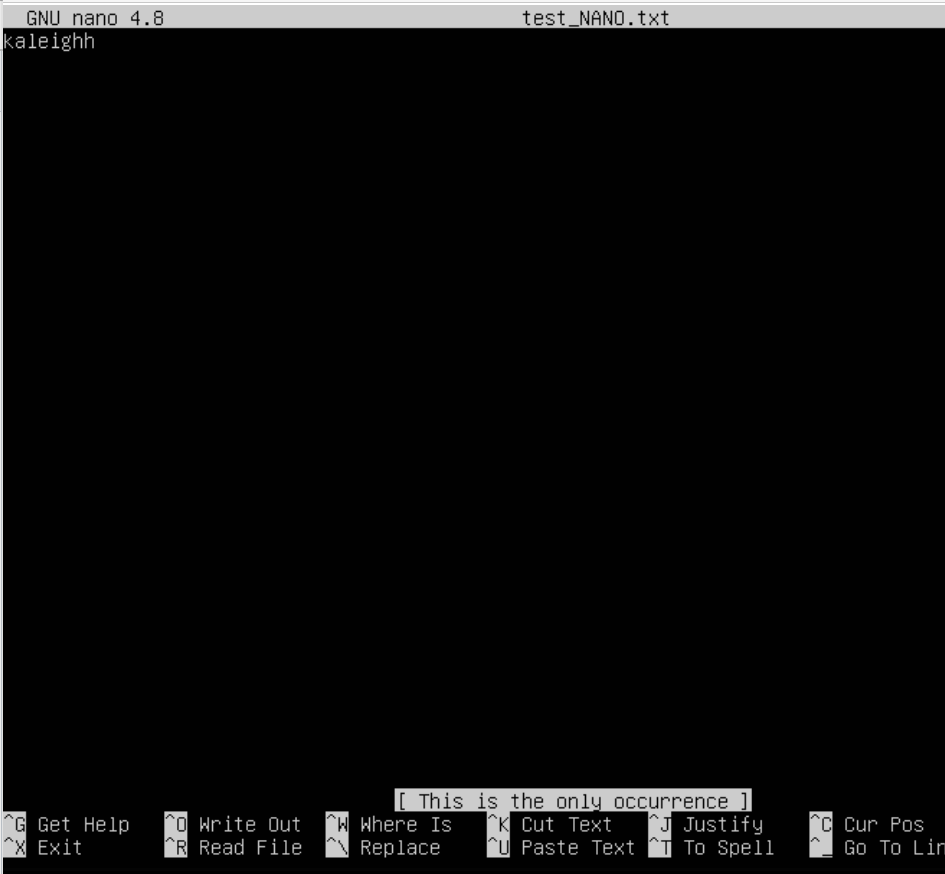 GNU nano 4.8 test_NANO.txt
kaleighh
[ This is the only occurrence ]
^G Get Help ^O Write Out ^W Where Is ^K Cut Text ^J Justify ^C Cur Pos
^X Exit ^R Read File ^\ Replace ^U Paste Text ^T To Spell ^_ Go To Lin